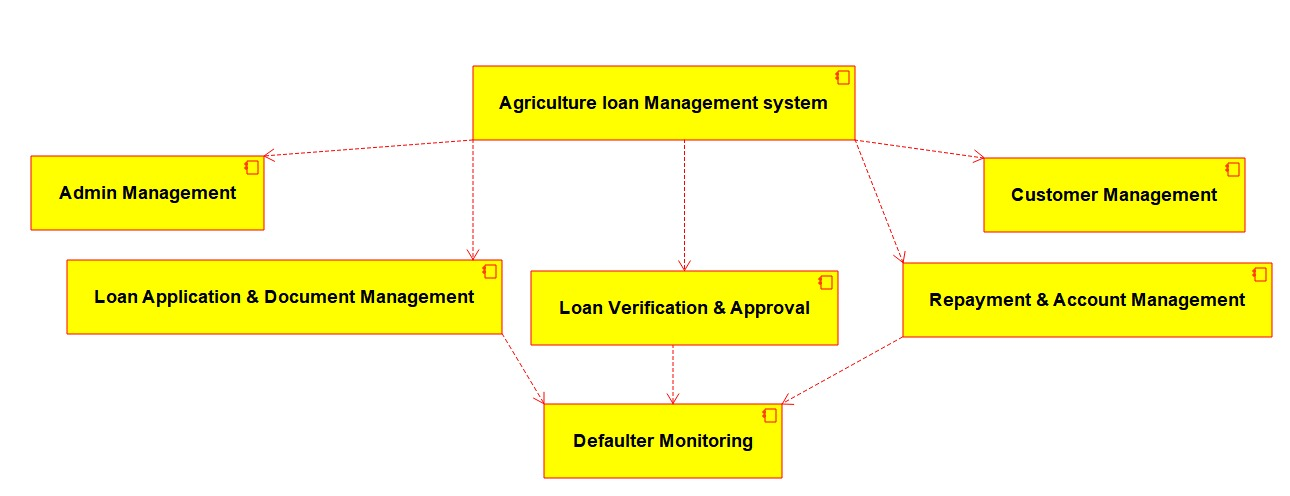 Agriculture loan Management system
Admin Management
Customer Management
Loan Application & Document Management
Loan Verification & Approval
Repayment & Account Management
Defaulter Monitoring